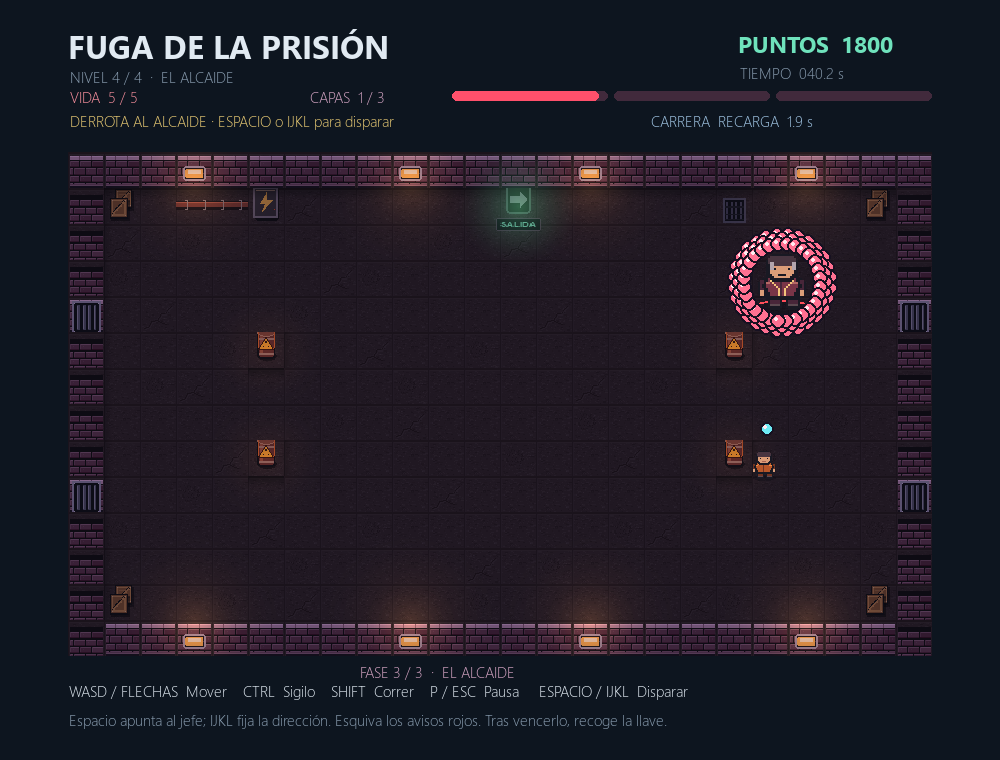 FUGA DE LA PRISIÓN
PUNTOS 1800
NIVEL 4 / 4 · EL ALCAIDE
TIEMPO 040.2 s
VIDA 5 / 5
CAPAS 1 / 3
DERROTA AL ALCAIDE · ESPACIO o IJKL para disparar
CARRERA RECARGA 1.9 s
SALIDA
FASE 3 / 3 · EL ALCAIDE
WASD / FLECHAS Mover CTRL Sigilo SHIFT Correr P / ESC Pausa ESPACIO / IJKL Disparar
Espacio apunta al jefe; IJKL fija la dirección. Esquiva los avisos rojos. Tras vencerlo, recoge la llave.